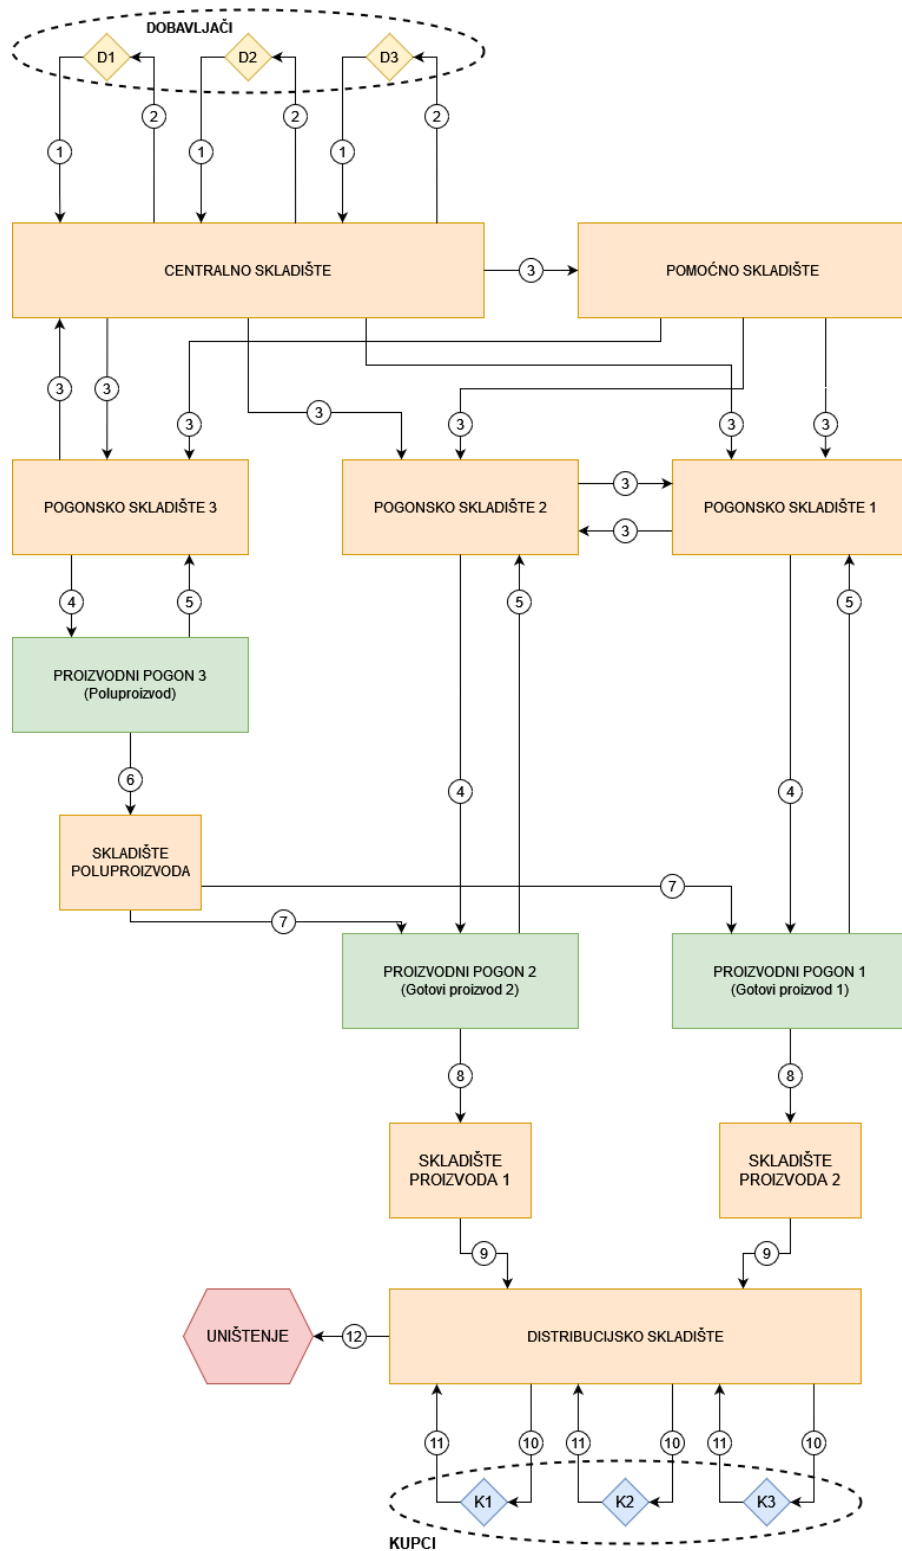 DOBAVLJAČI
D1
D2
D3
2
2
2
1
1
1
CENTRALNO SKLADIŠTE
3
POMOĆNO SKLADIŠTE
3
3
3
3
3
3
3
POGONSKO SKLADIŠTE 3
POGONSKO SKLADIŠTE 2
3
3
POGONSKO SKLADIŠTE 1
4
5
5
5
PROIZVODNI POGON 3
(Poluproizvod)
6
4
4
SKLADIŠTE
POLUPROIZVODA
7
7
PROIZVODNI POGON 2
(Gotovi proizvod 2)
PROIZVODNI POGON 1
(Gotovi proizvod 1)
8
8
SKLADIŠTE
PROIZVODA 1
SKLADIŠTE
PROIZVODA 2
9
9
UNIŠTENJE
12
DISTRIBUCIJSKO SKLADIŠTE
11
10
11
10
11
10
K1
K2
K3
KUPCI